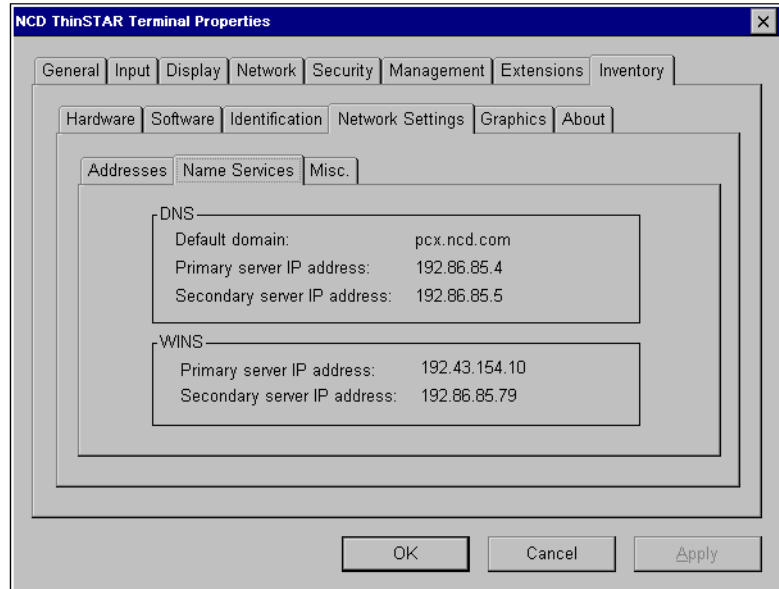 NCD ThinSTAR Terminal Properties
General Input Display Network Security Management Extensions Inventory
Hardware Software Identification Network Settings Graphics About
Addresses Name Services Misc.
DNS
Default domain: pcx.ncd.com
Primary server IP address: 192.86.85.4
Secondary server IP address: 192.86.85.5
WINS
Primary server IP address: 192.43.154.10
Secondary server IP address: 192.86.85.79
OK Cancel Apply